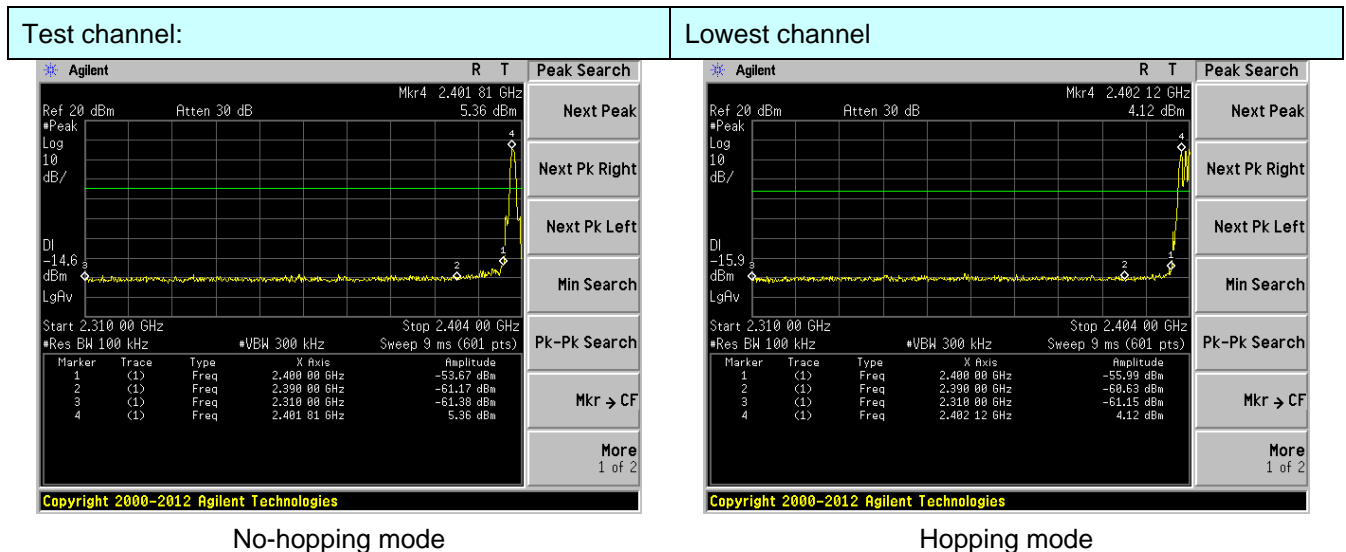 Test channel: Lowest channel
Agilent R T Peak Search
Mkr4 2.401 81 GHz
Ref 20 dBm Atten 30 dB 5.36 dBm
#Peak
Log
10
dB/
DI
-14.6
dBm
LgAv
4
1
2
3
Start 2.310 00 GHz Stop 2.404 00 GHz
#Res BW 100 kHz #VBW 300 kHz Sweep 9 ms (601 pts)
Marker Trace Type X Axis Amplitude
1 (1) Freq 2.400 00 GHz -53.67 dBm
2 (1) Freq 2.390 00 GHz -61.17 dBm
3 (1) Freq 2.310 00 GHz -61.38 dBm
4 (1) Freq 2.401 81 GHz 5.36 dBm
Next Peak
Next Pk Right
Next Pk Left
Min Search
Pk-Pk Search
Mkr → CF
More
1 of 2
Copyright 2000-2012 Agilent Technologies
No-hopping mode
Agilent R T Peak Search
Mkr4 2.402 12 GHz
Ref 20 dBm Atten 30 dB 4.12 dBm
#Peak
Log
10
dB/
DI
-15.9
dBm
LgAv
4
1
2
3
Start 2.310 00 GHz Stop 2.404 00 GHz
#Res BW 100 kHz #VBW 300 kHz Sweep 9 ms (601 pts)
Marker Trace Type X Axis Amplitude
1 (1) Freq 2.400 00 GHz -55.99 dBm
2 (1) Freq 2.390 00 GHz -60.63 dBm
3 (1) Freq 2.310 00 GHz -61.15 dBm
4 (1) Freq 2.402 12 GHz 4.12 dBm
Next Peak
Next Pk Right
Next Pk Left
Min Search
Pk-Pk Search
Mkr → CF
More
1 of 2
Copyright 2000-2012 Agilent Technologies
Hopping mode